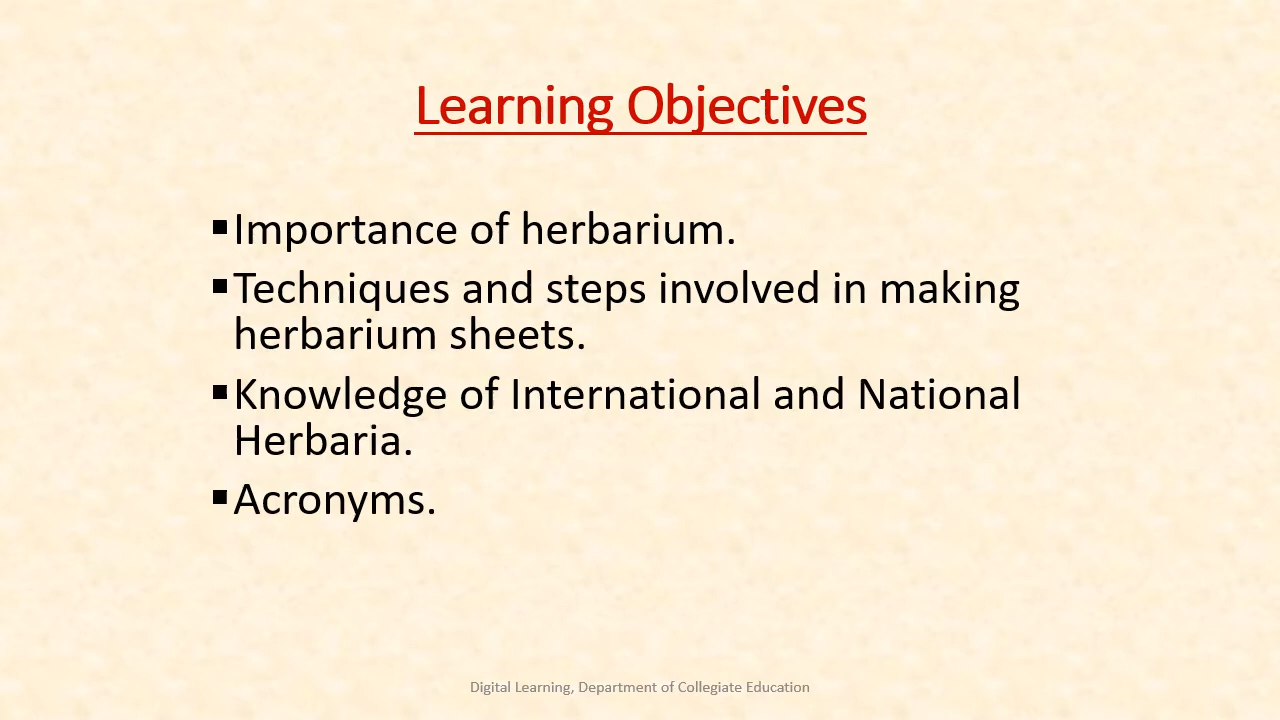 Learning Objectives
▪Importance of herbarium.
▪Techniques and steps involved in making
herbarium sheets.
▪Knowledge of International and National
Herbaria.
▪Acronyms.
Digital Learning, Department of Collegiate Education